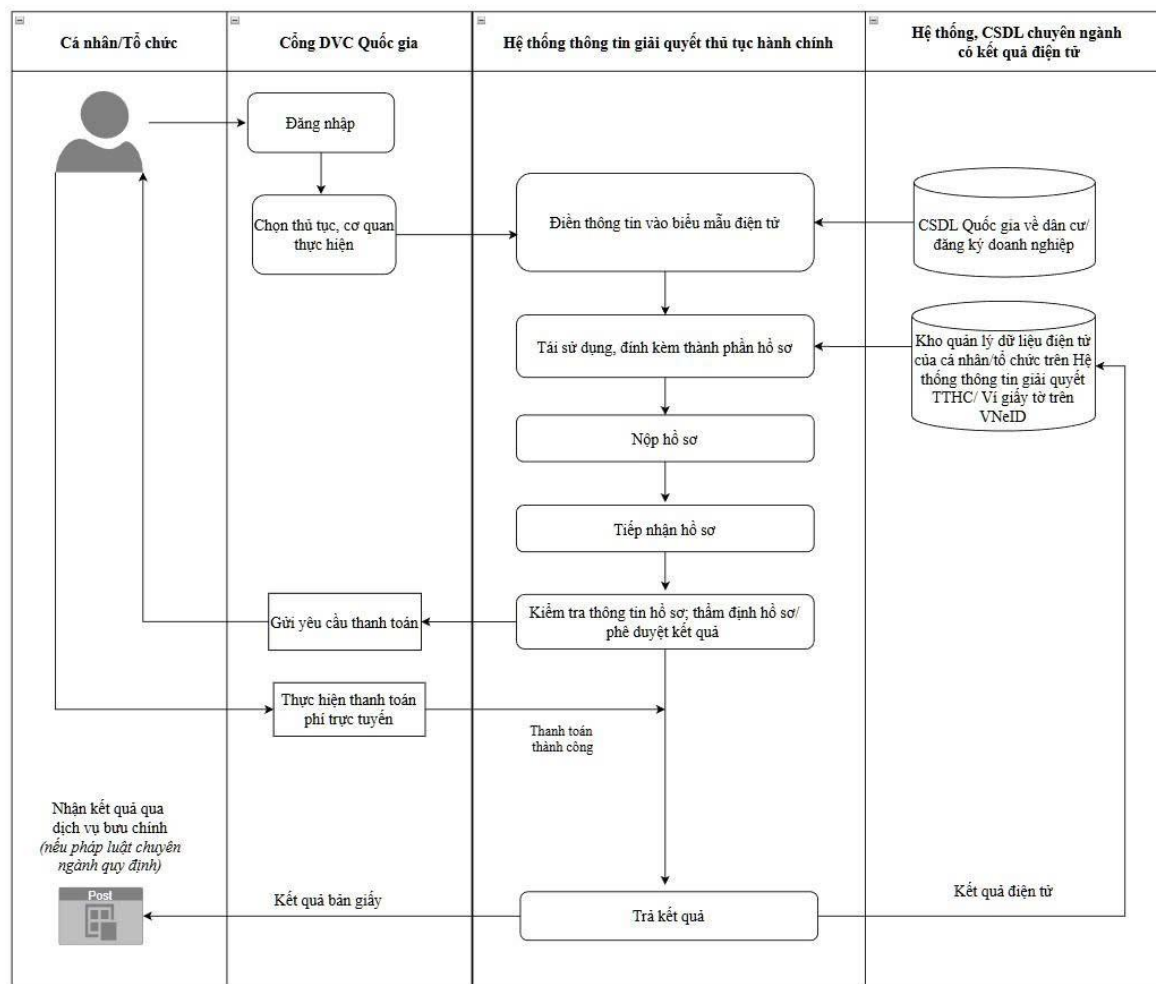 Cá nhân/Tổ chức
Cổng DVC Quốc gia
Hệ thống thông tin giải quyết thủ tục hành chính
Hệ thống, CSDL chuyên ngành
có kết quả điện tử
Đăng nhập
Chọn thủ tục, cơ quan
thực hiện
Điền thông tin vào biểu mẫu điện tử
CSDL Quốc gia về dân cư/
đăng ký doanh nghiệp
Tái sử dụng, đính kèm thành phần hồ sơ
Kho quản lý dữ liệu điện tử
của cá nhân/tổ chức trên Hệ
thống thông tin giải quyết
TTHC/ Ví giấy tờ trên
VNeID
Nộp hồ sơ
Tiếp nhận hồ sơ
Gửi yêu cầu thanh toán
Kiểm tra thông tin hồ sơ; thẩm định hồ sơ/
phê duyệt kết quả
Thực hiện thanh toán
phí trực tuyến
Thanh toán
thành công
Nhận kết quả qua
dịch vụ bưu chính
(nếu pháp luật chuyên
ngành quy định)
Post
Kết quả bản giấy
Trả kết quả
Kết quả điện tử